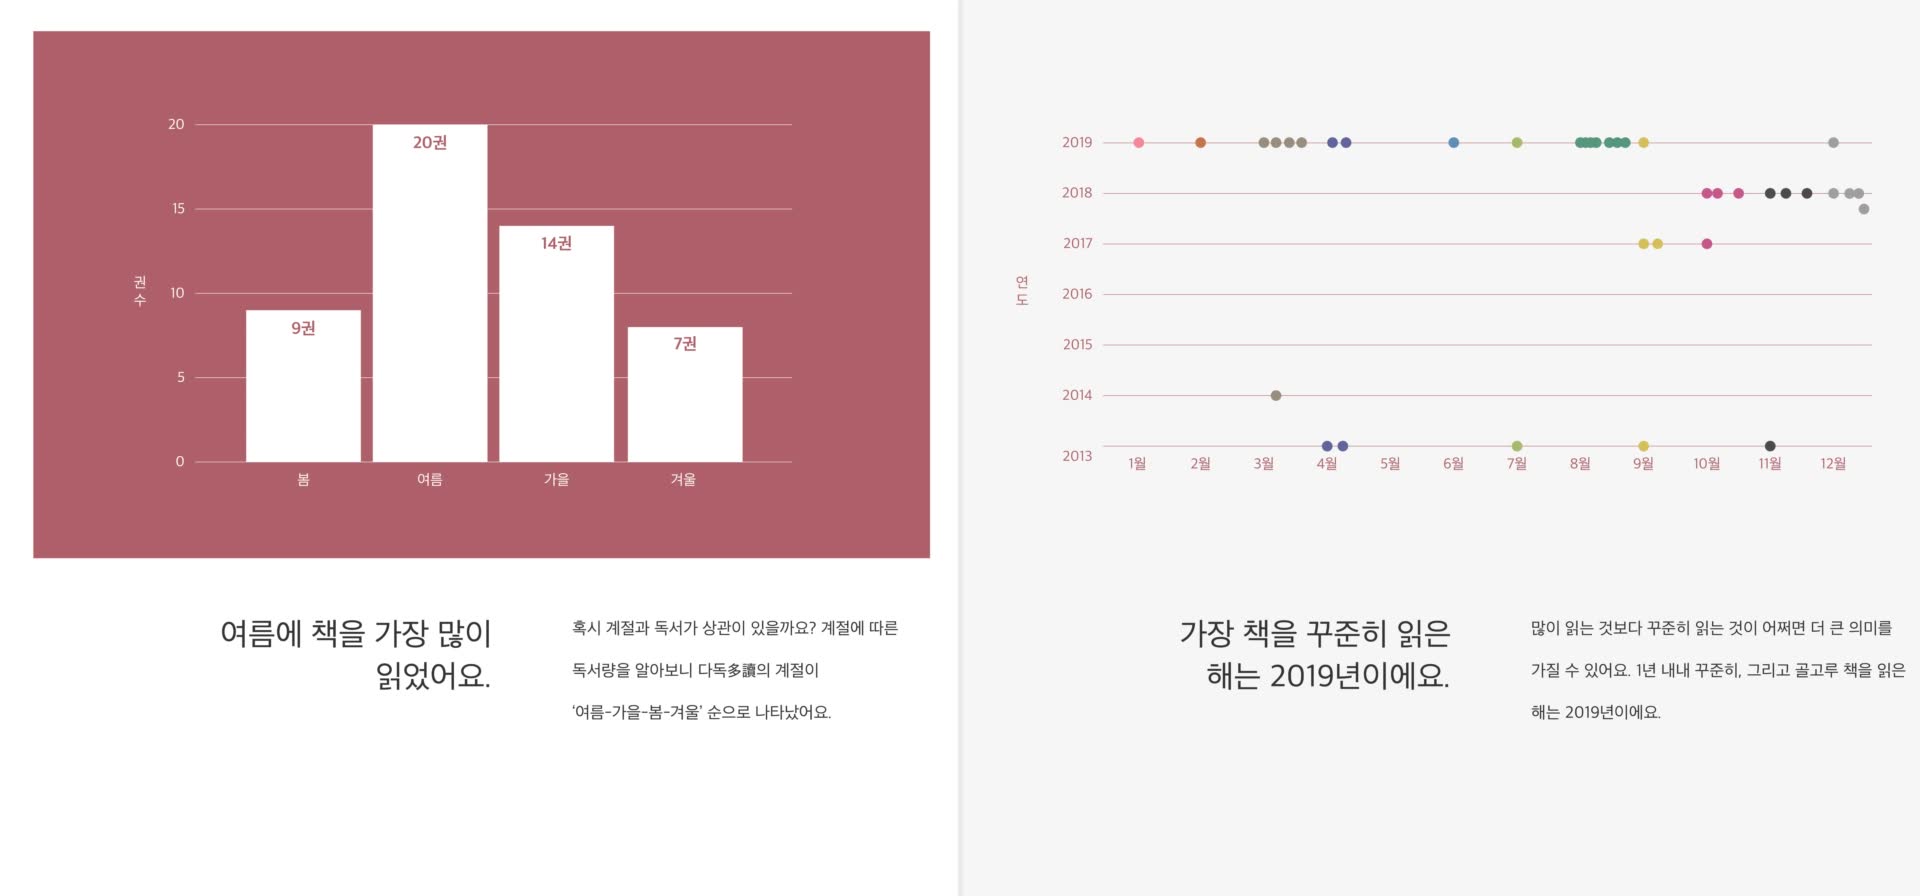 20
15
10
5
0
권수
20권
14권
9권
7권
봄
여름
가을
겨울
여름에 책을 가장 많이
읽었어요.
혹시 계절과 독서가 상관이 있을까요? 계절에 따른
독서량을 알아보니 다독多讀의 계절이
‘여름-가을-봄-겨울’ 순으로 나타났어요.
2019
2018
2017
2016
2015
2014
2013
연도
1월
2월
3월
4월
5월
6월
7월
8월
9월
10월
11월
12월
가장 책을 꾸준히 읽은
해는 2019년이에요.
많이 읽는 것보다 꾸준히 읽는 것이 어쩌면 더 큰 의미를
가질 수 있어요. 1년 내내 꾸준히, 그리고 골고루 책을 읽은
해는 2019년이에요.